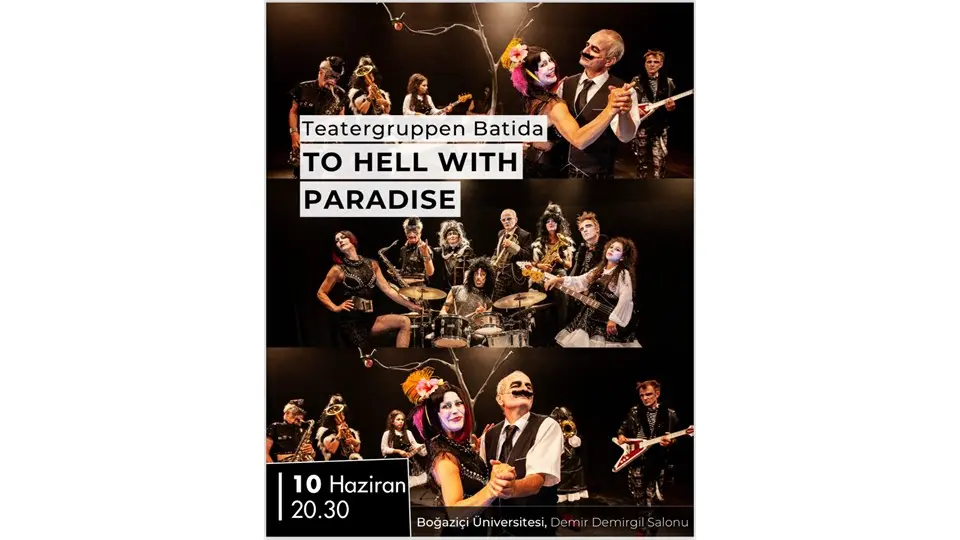 Teatergruppen Batida
TO HELL WITH
PARADISE
10 Haziran
20.30
Boğaziçi Üniversitesi, Demir Demirgil Salonu